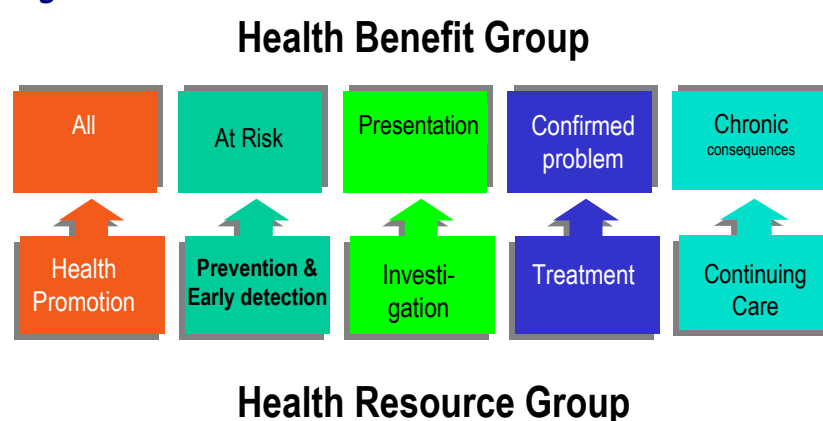 Health Benefit Group
All
At Risk
Presentation
Confirmed
problem
Chronic
consequences
Health
Promotion
Prevention &
Early detection
Investi-
gation
Treatment
Continuing
Care
Health Resource Group